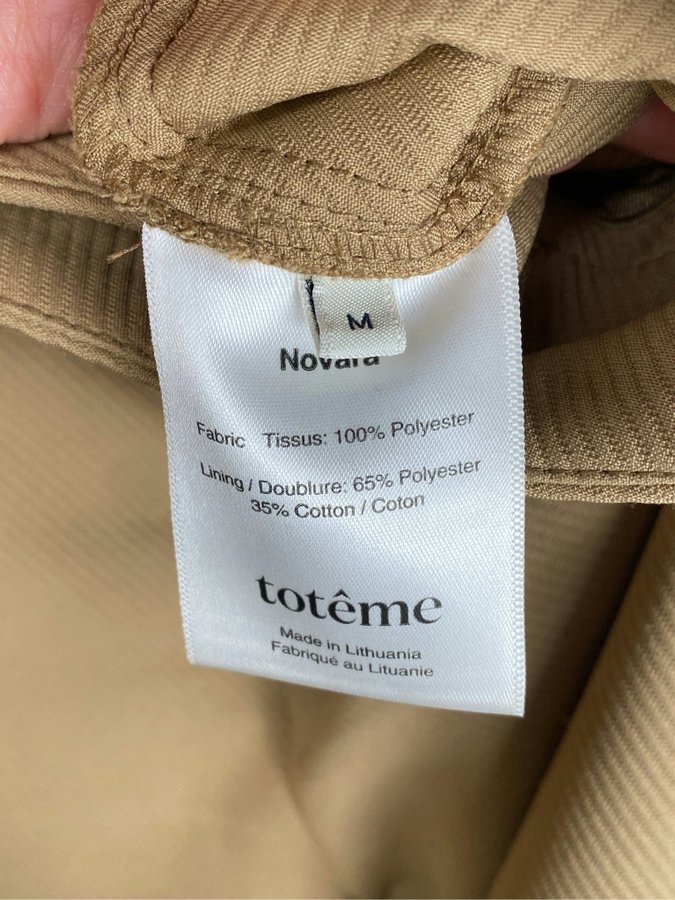 M
Novara
Fabric Tissus: 100% Polyester
Lining / Doublure: 65% Polyester
35% Cotton / Coton
totême
Made in Lithuania
Fabriqué au Lituanie